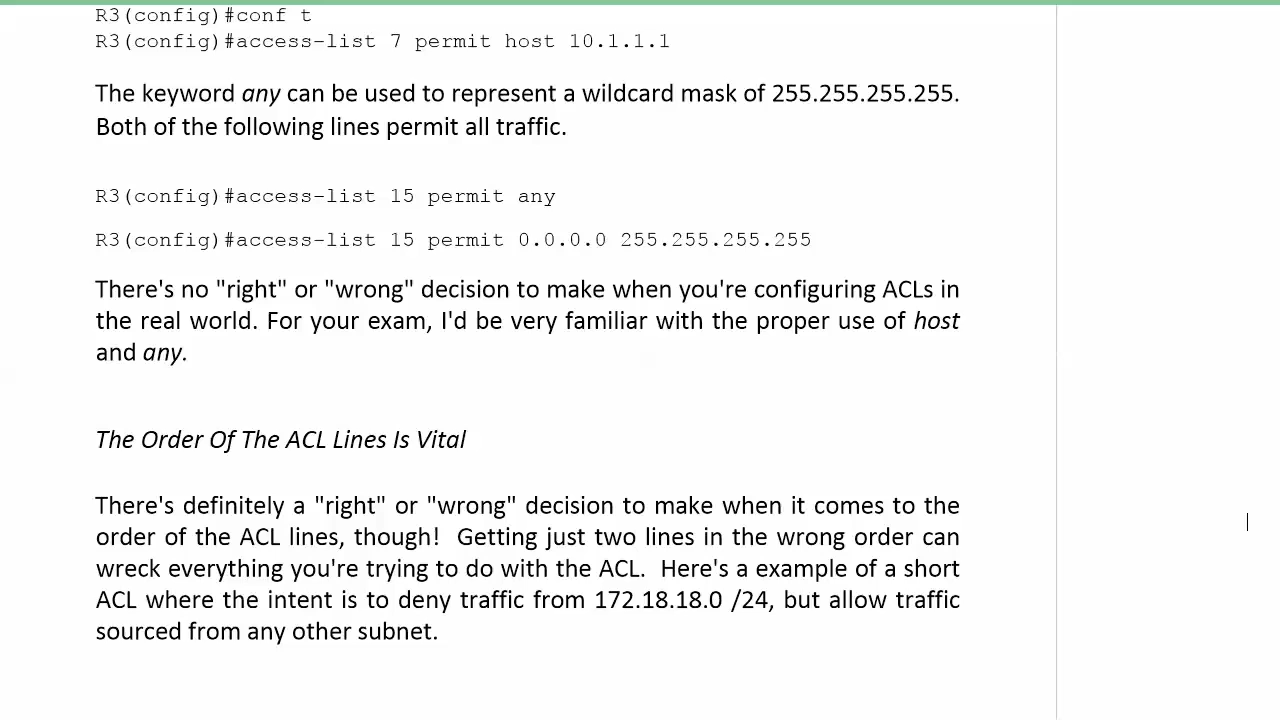 R3(config)#conf t
R3(config)#access-list 7 permit host 10.1.1.1
The keyword any can be used to represent a wildcard mask of 255.255.255.255.
Both of the following lines permit all traffic.
R3(config)#access-list 15 permit any
R3(config)#access-list 15 permit 0.0.0.0 255.255.255.255
There's no "right" or "wrong" decision to make when you're configuring ACLs in
the real world. For your exam, I'd be very familiar with the proper use of host
and any.
The Order Of The ACL Lines Is Vital
There's definitely a "right" or "wrong" decision to make when it comes to the
order of the ACL lines, though!  Getting just two lines in the wrong order can
wreck everything you're trying to do with the ACL.  Here's a example of a short
ACL where the intent is to deny traffic from 172.18.18.0 /24, but allow traffic
sourced from any other subnet.